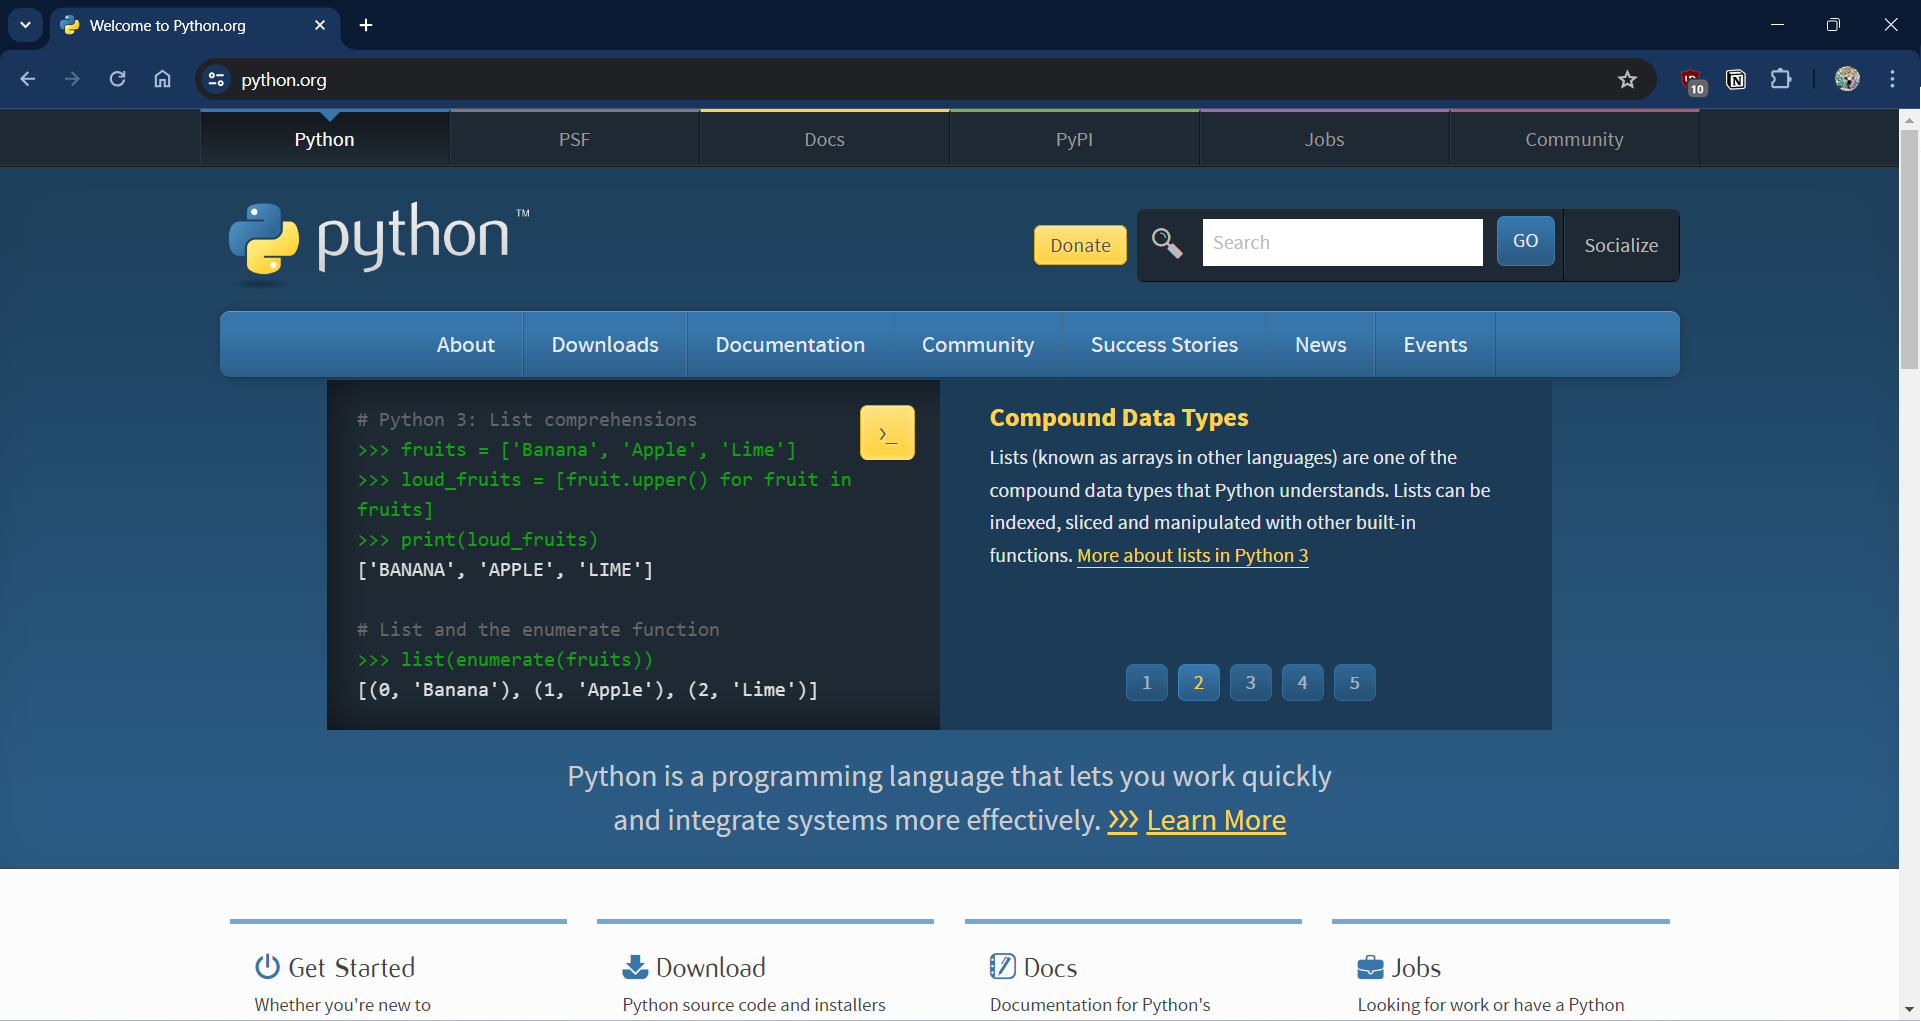 Welcome to Python.org
python.org
10
Python
PSF
Docs
PyPI
Jobs
Community
python™
Donate
Search
GO
Socialize
About
Downloads
Documentation
Community
Success Stories
News
Events
# Python 3: List comprehensions
>>> fruits = ['Banana', 'Apple', 'Lime']
>>> loud_fruits = [fruit.upper() for fruit in
fruits]
>>> print(loud_fruits)
['BANANA', 'APPLE', 'LIME']
# List and the enumerate function
>>> list(enumerate(fruits))
[(0, 'Banana'), (1, 'Apple'), (2, 'Lime')]
>_
Compound Data Types
Lists (known as arrays in other languages) are one of the
compound data types that Python understands. Lists can be
indexed, sliced and manipulated with other built-in
functions. More about lists in Python 3
1 2 3 4 5
Python is a programming language that lets you work quickly
and integrate systems more effectively. >>> Learn More
Get Started
Whether you're new to
Download
Python source code and installers
Docs
Documentation for Python's
Jobs
Looking for work or have a Python